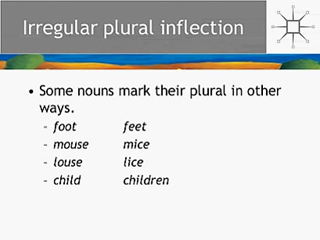 Irregular plural inflection
• Some nouns mark their plural in other
ways.
– foot feet
– mouse mice
– louse lice
– child children